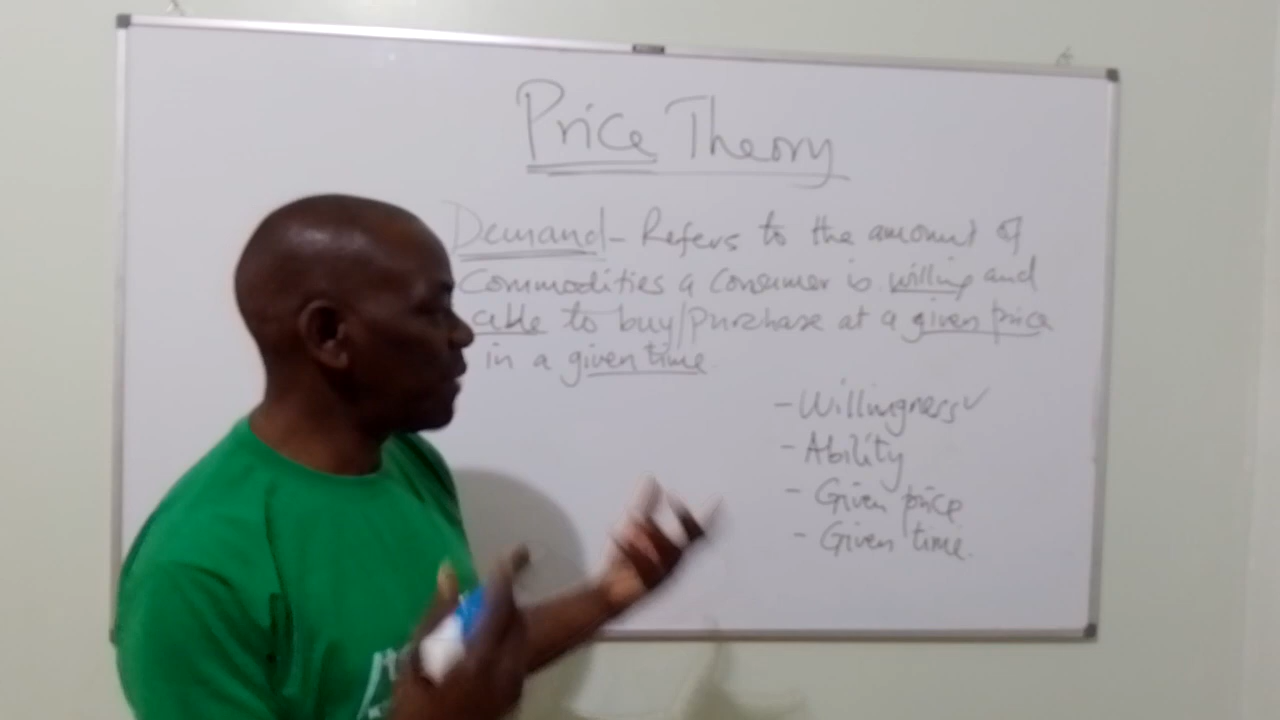 Price Theory
Demand - Refers to the amount of
Commodities a Consumer is willing and
able to buy/purchase at a given price
in a given time
- Willingness ✓
- Ability
- Given price
- Given time.